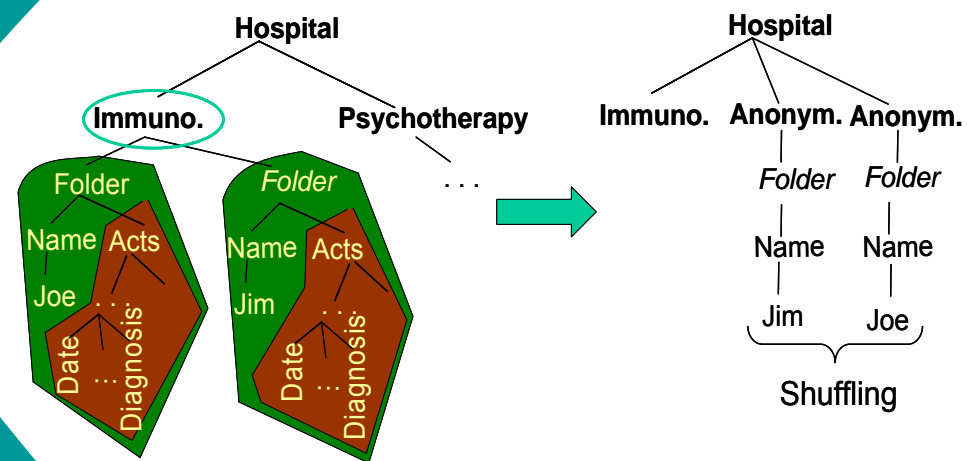 Hospital
Immuno.
Psychotherapy
. . .
Folder
Name Acts
Joe . . .
Date
...
Diagnosis
Folder
Name Acts
Jim . . .
Date
...
Diagnosis
Hospital
Immuno. Anonym. Anonym.
Folder Folder
Name Name
Jim Joe
Shuffling